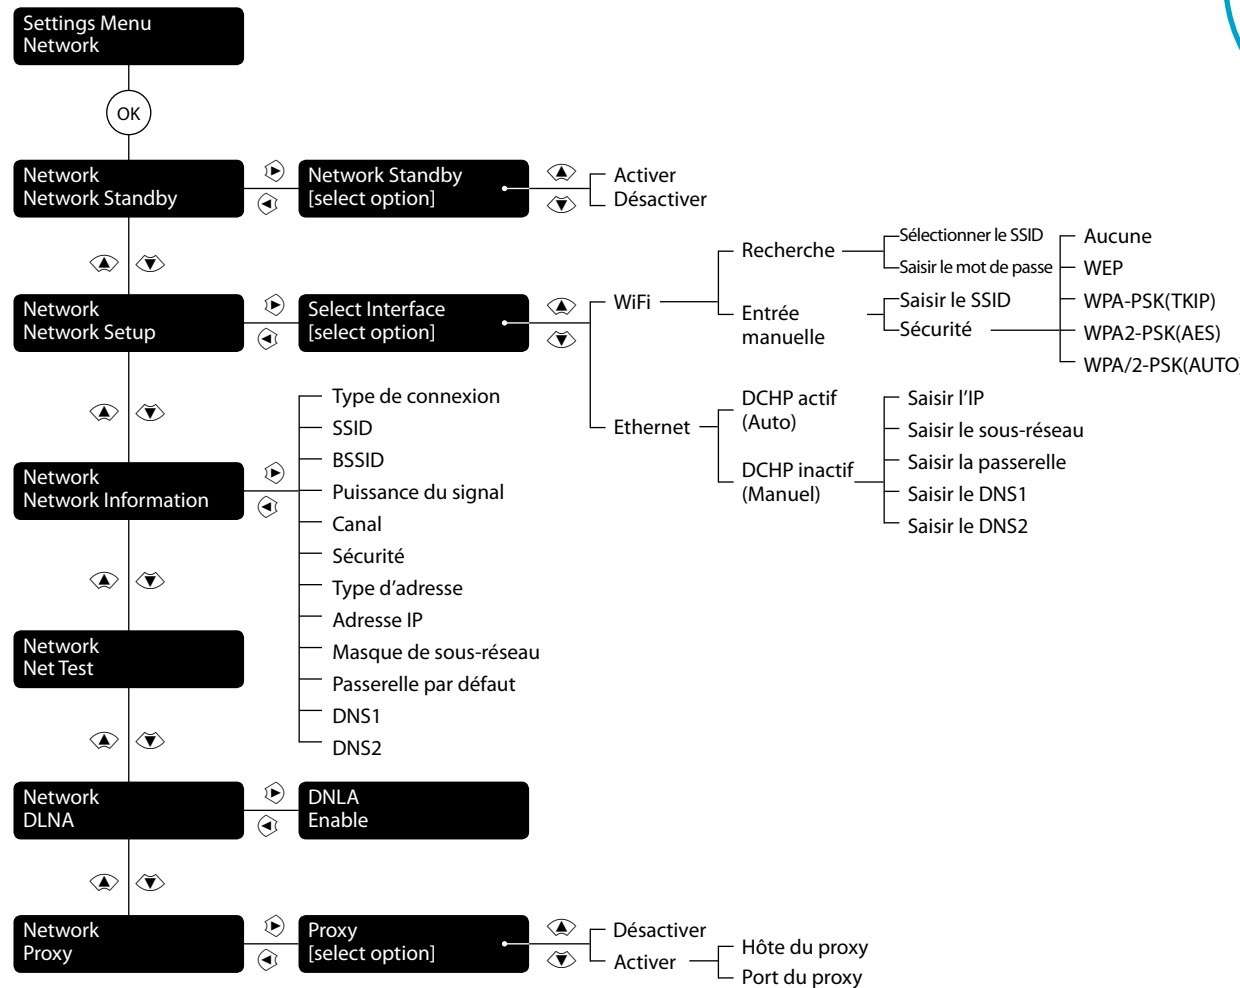 Settings Menu
Network
OK
Network
Network Standby
Network Standby
[select option]
Activer
Désactiver
Network
Network Setup
Select Interface
[select option]
WiFi
Recherche
Sélectionner le SSID
Saisir le mot de passe
Entrée
manuelle
Saisir le SSID
Sécurité
Aucune
WEP
WPA-PSK(TKIP)
WPA2-PSK(AES)
WPA/2-PSK(AUTO)
Ethernet
DCHP actif
(Auto)
DCHP inactif
(Manuel)
Saisir l’IP
Saisir le sous-réseau
Saisir la passerelle
Saisir le DNS1
Saisir le DNS2
Network
Network Information
Type de connexion
SSID
BSSID
Puissance du signal
Canal
Sécurité
Type d’adresse
Adresse IP
Masque de sous-réseau
Passerelle par défaut
DNS1
DNS2
Network
Net Test
Network
DLNA
DNLA
Enable
Network
Proxy
Proxy
[select option]
Désactiver
Activer
Hôte du proxy
Port du proxy